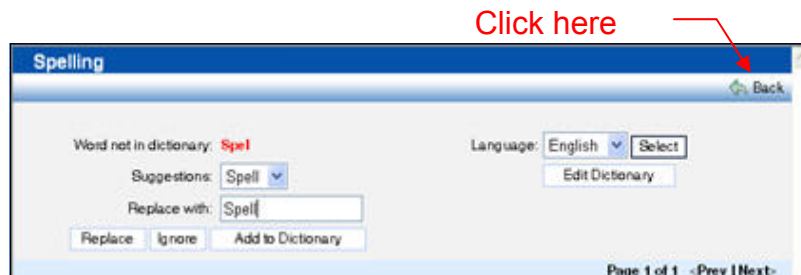 Click here
Spelling
Back
Word not in dictionary: Spel
Language: English Select
Suggestions: Spell
Edit Dictionary
Replace with: Spell
Replace Ignore Add to Dictionary
Page 1 of 1 <Prev | Next>